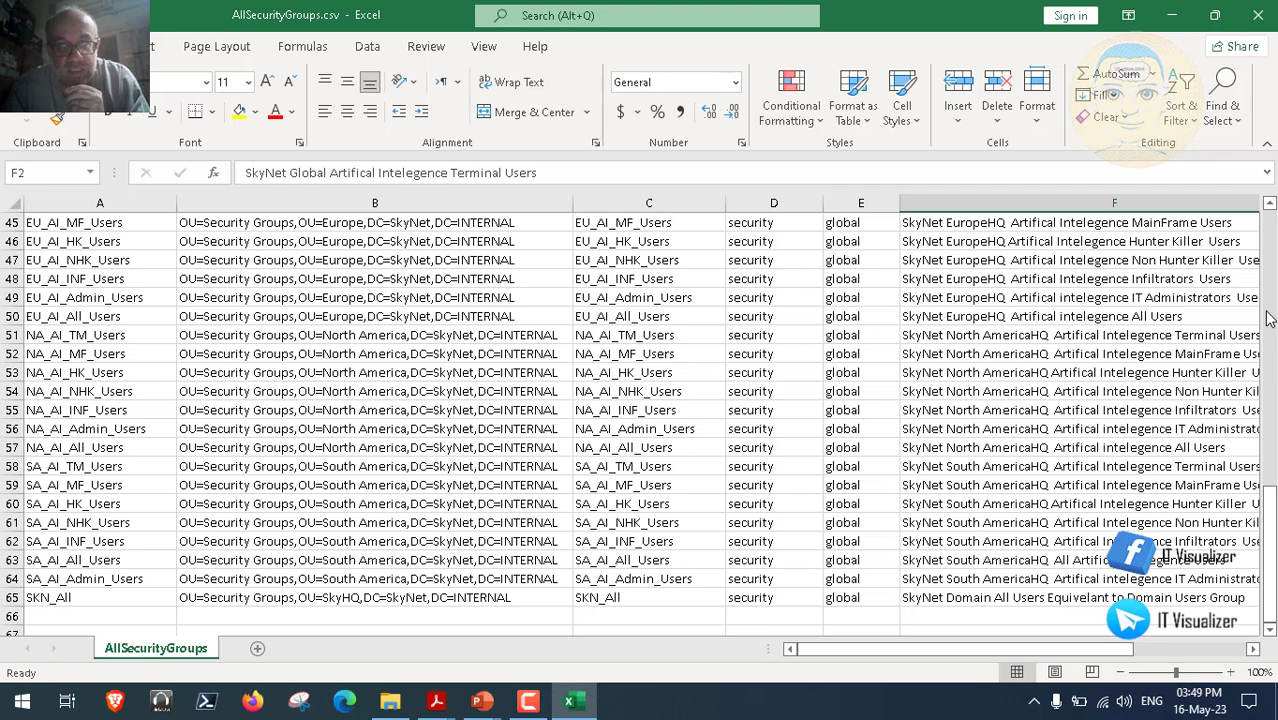 AllSecurityGroups.csv - Excel
Search (Alt+Q)
Sign in
Page Layout Formulas Data Review View Help
Share
11
Wrap Text
General
AutoSum
Merge & Center
Conditional Formatting
Format as Table
Cell Styles
Insert
Delete
Format
Fill
Clear
Sort & Filter
Find & Select
Clipboard Font Alignment Number Styles Cells Editing
F2 SkyNet Global Artifical Intelegence Terminal Users
A B C D E F
45 EU_AI_MF_Users OU=Security Groups,OU=Europe,DC=SkyNet,DC=INTERNAL EU_AI_MF_Users security global SkyNet EuropeHQ Artifical Intelegence MainFrame Users
46 EU_AI_HK_Users OU=Security Groups,OU=Europe,DC=SkyNet,DC=INTERNAL EU_AI_HK_Users security global SkyNet EuropeHQ Artifical Intelegence Hunter Killer Users
47 EU_AI_NHK_Users OU=Security Groups,OU=Europe,DC=SkyNet,DC=INTERNAL EU_AI_NHK_Users security global SkyNet EuropeHQ Artifical Intelegence Non Hunter Killer Use
48 EU_AI_INF_Users OU=Security Groups,OU=Europe,DC=SkyNet,DC=INTERNAL EU_AI_INF_Users security global SkyNet EuropeHQ Artifical Intelegence Infiltrators Users
49 EU_AI_Admin_Users OU=Security Groups,OU=Europe,DC=SkyNet,DC=INTERNAL EU_AI_Admin_Users security global SkyNet EuropeHQ Artifical intelegence IT Administrators Use
50 EU_AI_All_Users OU=Security Groups,OU=Europe,DC=SkyNet,DC=INTERNAL EU_AI_All_Users security global SkyNet EuropeHQ Artifical intelegence All Users
51 NA_AI_TM_Users OU=Security Groups,OU=North America,DC=SkyNet,DC=INTERNAL NA_AI_TM_Users security global SkyNet North AmericaHQ Artifical Intelegence Terminal Users
52 NA_AI_MF_Users OU=Security Groups,OU=North America,DC=SkyNet,DC=INTERNAL NA_AI_MF_Users security global SkyNet North AmericaHQ Artifical Intelegence MainFrame Us
53 NA_AI_HK_Users OU=Security Groups,OU=North America,DC=SkyNet,DC=INTERNAL NA_AI_HK_Users security global SkyNet North AmericaHQ Artifical Intelegence Hunter Killer U
54 NA_AI_NHK_Users OU=Security Groups,OU=North America,DC=SkyNet,DC=INTERNAL NA_AI_NHK_Users security global SkyNet North AmericaHQ Artifical Intelegence Non Hunter Kil
55 NA_AI_INF_Users OU=Security Groups,OU=North America,DC=SkyNet,DC=INTERNAL NA_AI_INF_Users security global SkyNet North AmericaHQ Artifical Intelegence Infiltrators Use
56 NA_AI_Admin_Users OU=Security Groups,OU=North America,DC=SkyNet,DC=INTERNAL NA_AI_Admin_Users security global SkyNet North AmericaHQ Artifical intelegence IT Administrato
57 NA_AI_All_Users OU=Security Groups,OU=North America,DC=SkyNet,DC=INTERNAL NA_AI_All_Users security global SkyNet North AmericaHQ Artifical intelegence All Users
58 SA_AI_TM_Users OU=Security Groups,OU=South America,DC=SkyNet,DC=INTERNAL SA_AI_TM_Users security global SkyNet South AmericaHQ Artifical Intelegence Terminal Users
59 SA_AI_MF_Users OU=Security Groups,OU=South America,DC=SkyNet,DC=INTERNAL SA_AI_MF_Users security global SkyNet South AmericaHQ Artifical Intelegence MainFrame Us
60 SA_AI_HK_Users OU=Security Groups,OU=South America,DC=SkyNet,DC=INTERNAL SA_AI_HK_Users security global SkyNet South AmericaHQ Artifical Intelegence Hunter Killer U
61 SA_AI_NHK_Users OU=Security Groups,OU=South America,DC=SkyNet,DC=INTERNAL SA_AI_NHK_Users security global SkyNet South AmericaHQ Artifical Intelegence Non Hunter Kil
62 SA_AI_INF_Users OU=Security Groups,OU=South America,DC=SkyNet,DC=INTERNAL SA_AI_INF_Users security global SkyNet South AmericaHQ Artifical Intelegence Infiltrators Use
63 SA_AI_All_Users OU=Security Groups,OU=South America,DC=SkyNet,DC=INTERNAL SA_AI_All_Users security global SkyNet South AmericaHQ All
64 SA_AI_Admin_Users OU=Security Groups,OU=South America,DC=SkyNet,DC=INTERNAL SA_AI_Admin_Users security global SkyNet South AmericaHQ Artifical intelegence IT Administrato
65 SKN_All OU=Security Groups,OU=SkyHQ,DC=SkyNet,DC=INTERNAL SKN_All security global SkyNet Domain All Users Equivelant to Domain Users Group
66
67
IT Visualizer
IT Visualizer
AllSecurityGroups
Ready
100%
ENG
03:49 PM
16-May-23